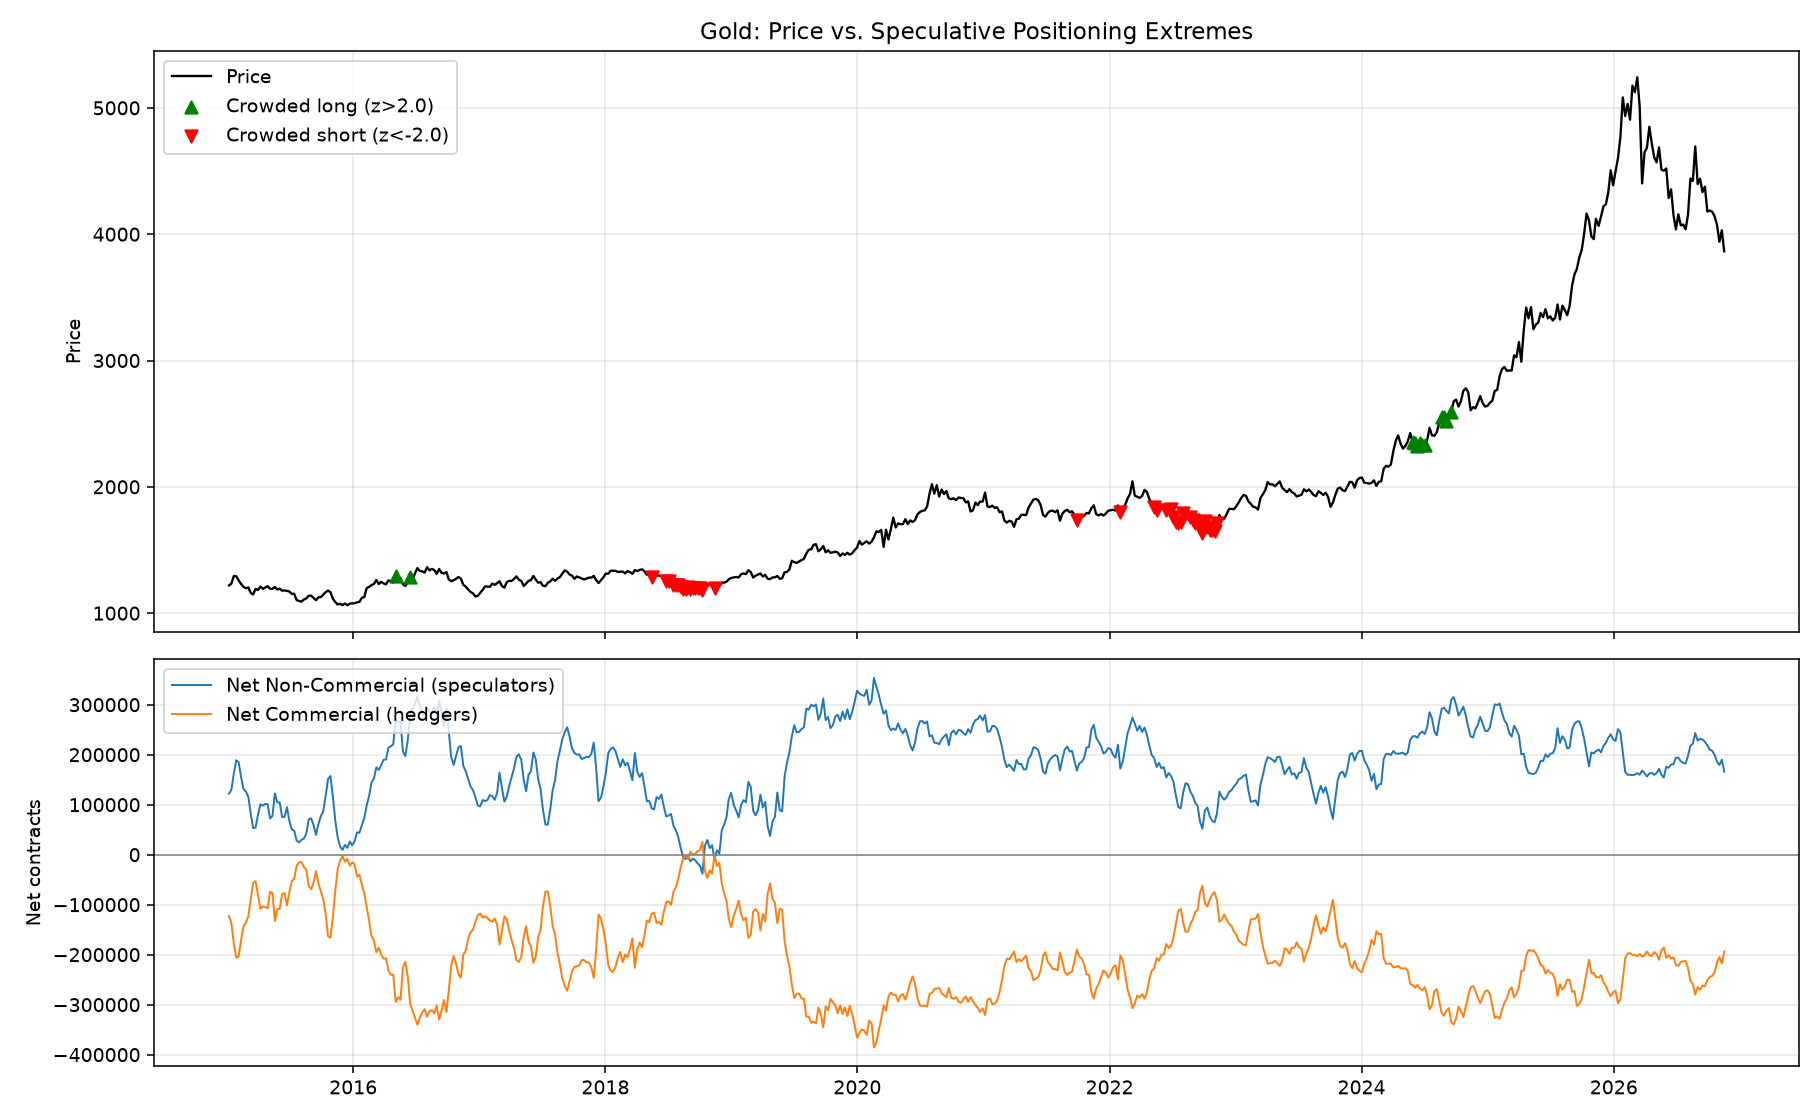 Gold: Price vs. Speculative Positioning Extremes
Price
Crowded long (z>2.0)
Crowded short (z<-2.0)
5000
4000
3000
2000
1000
Price
Net Non-Commercial (speculators)
Net Commercial (hedgers)
300000
200000
100000
0
−100000
−200000
−300000
−400000
Net contracts
2016
2018
2020
2022
2024
2026